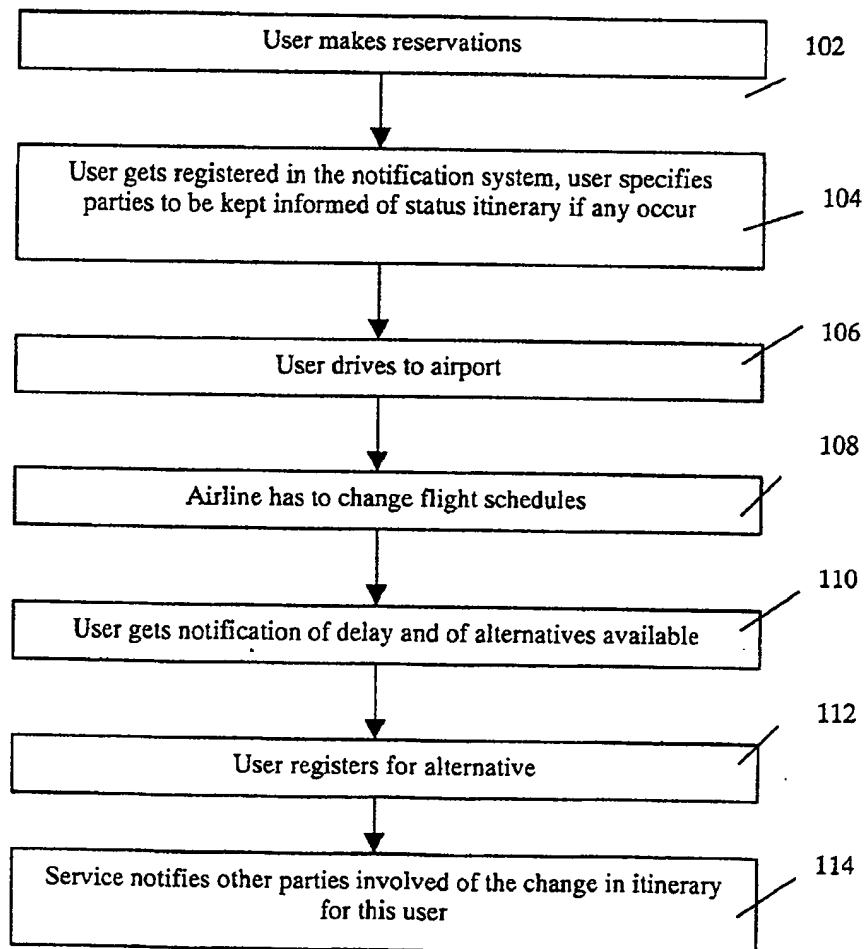 User makes reservations
102
User gets registered in the notification system, user specifies
parties to be kept informed of status itinerary if any occur
104
106
User drives to airport
108
Airline has to change flight schedules
110
User gets notification of delay and of alternatives available
112
User registers for alternative
114
Service notifies other parties involved of the change in itinerary
for this user